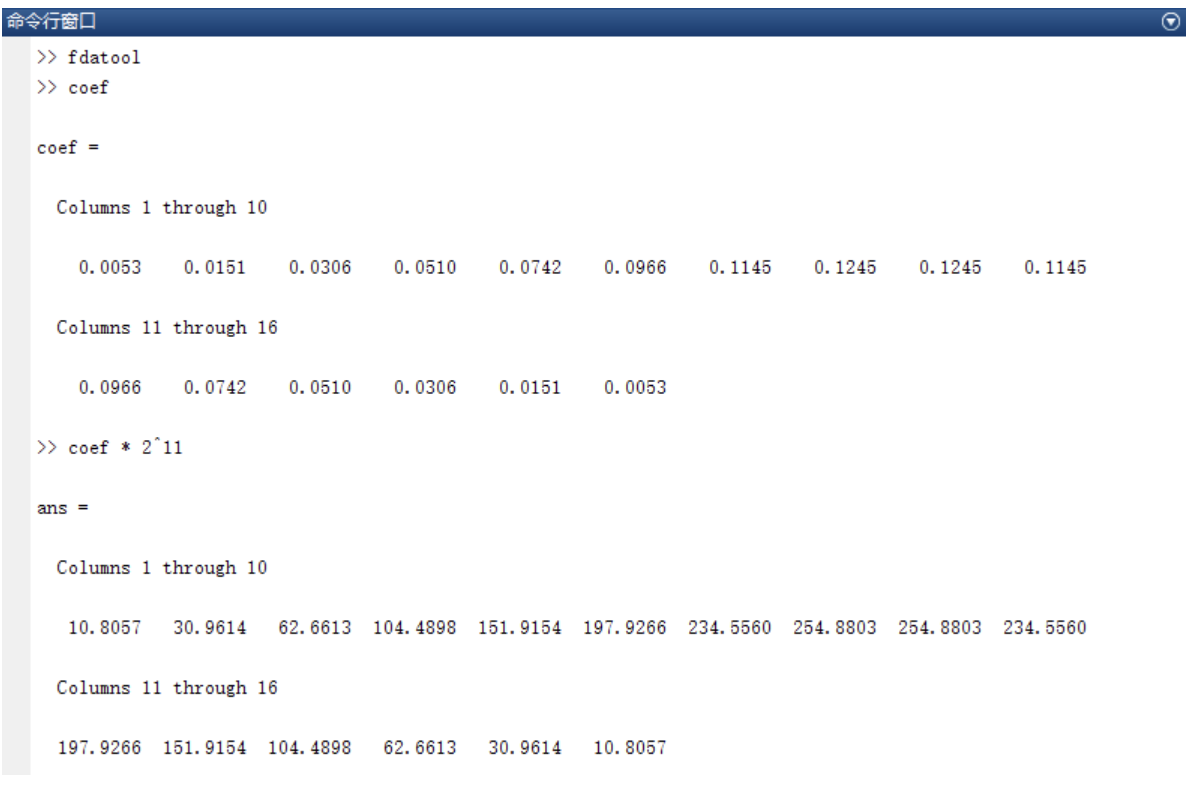 命令行窗口
>> fdatool
>> coef
coef =
Columns 1 through 10
0.0053 0.0151 0.0306 0.0510 0.0742 0.0966 0.1145 0.1245 0.1245 0.1145
Columns 11 through 16
0.0966 0.0742 0.0510 0.0306 0.0151 0.0053
>> coef * 2^11
ans =
Columns 1 through 10
10.8057 30.9614 62.6613 104.4898 151.9154 197.9266 234.5560 254.8803 254.8803 234.5560
Columns 11 through 16
197.9266 151.9154 104.4898 62.6613 30.9614 10.8057